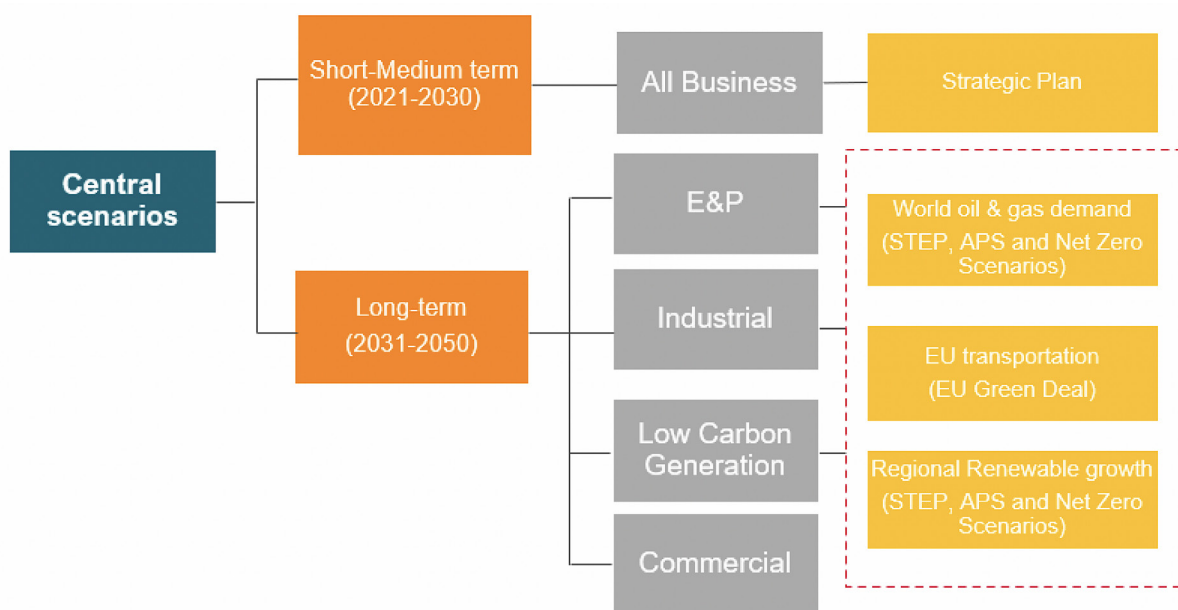 Central
scenarios
Short-Medium term
(2021-2030)
All Business
Strategic Plan
Long-term
(2031-2050)
E&P
World oil & gas demand
(STEP, APS and Net Zero
Scenarios)
Industrial
EU transportation
(EU Green Deal)
Low Carbon
Generation
Regional Renewable growth
(STEP, APS and Net Zero
Scenarios)
Commercial